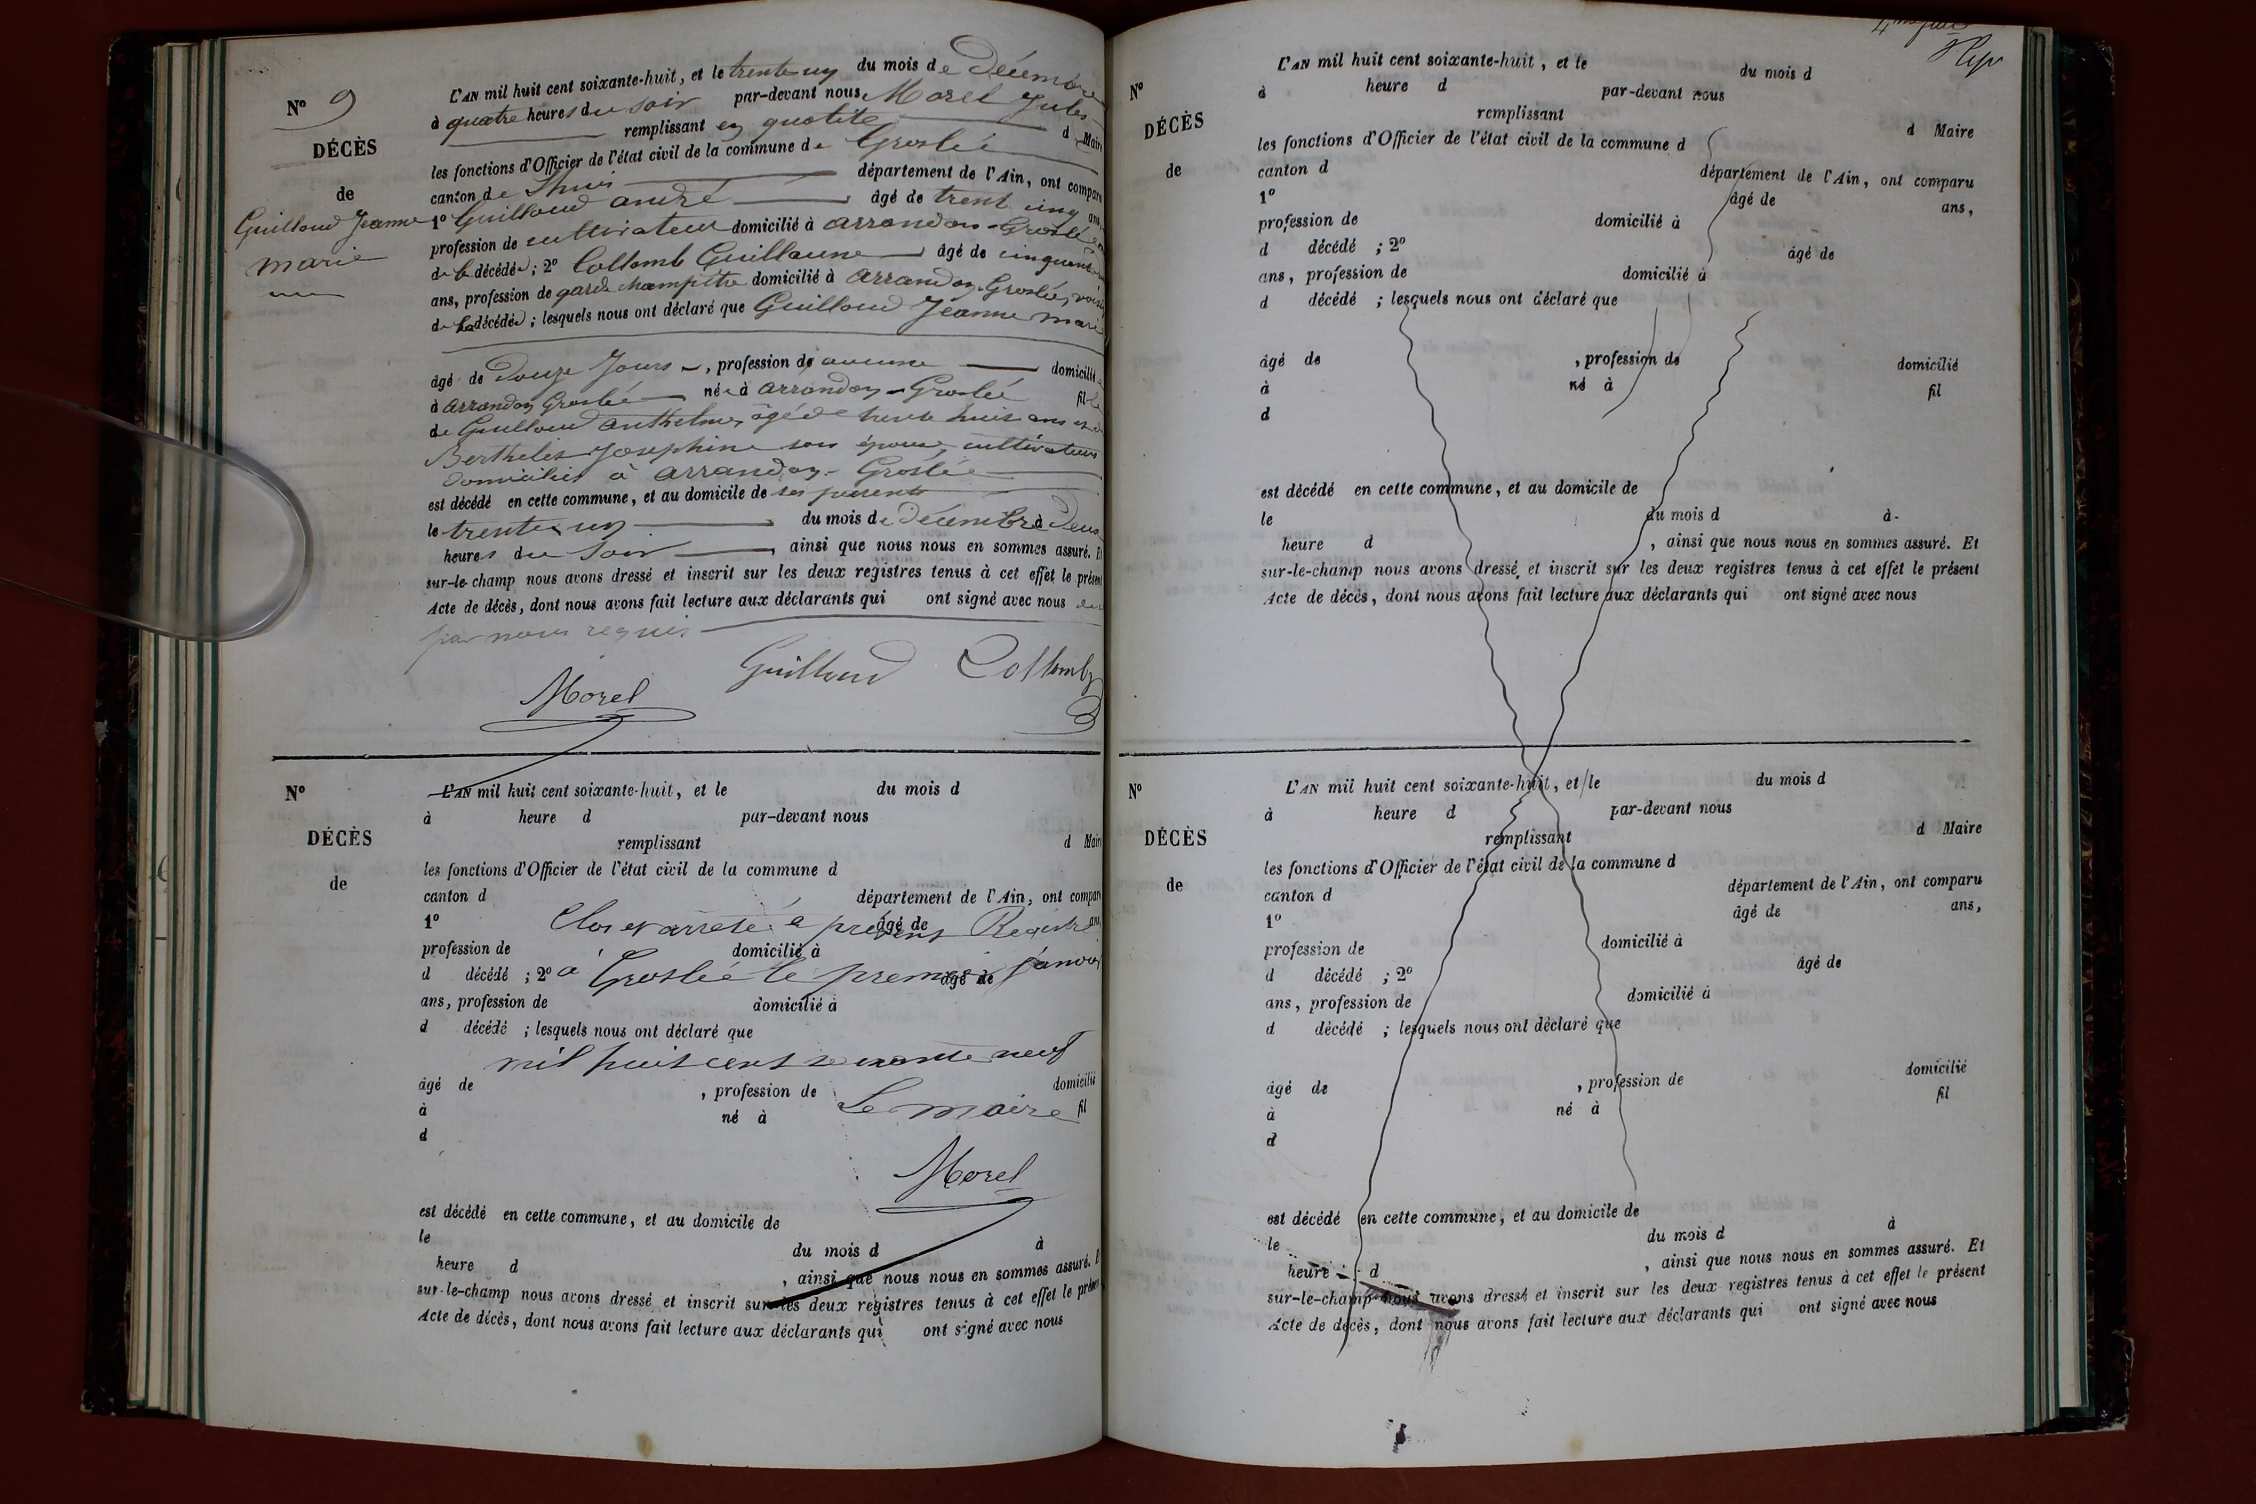 N° 9
DÉCÈS
de
Guilloud Jeanne
marie
L'AN mil huit cent soixante-huit, et le trente un du mois de Décembre
à quatre heures du soir par-devant nous Morel Jules
remplissant en qualité d Maire
les fonctions d'Officier de l'état civil de la commune de Groslée
canton de Lhuis département de l'Ain, ont comparu
1° Guilloud andré âgé de trent cinq ans
profession de cultivateur domicilié à arrandon-Groslée
de la décédée ; 2° Collomb Guillaume âgé de cinquante
ans, profession de garde champêtre domicilié à arrandon-Groslée, voisin
de la décédée ; lesquels nous ont déclaré que Guilloud Jeanne marie
âgé de Douze Jours, profession de aucune domicilié
à arrandon Groslée née à arrandon-Groslée fille
de Guilloud anthelme, âgé de trente huit ans et de
Berthelier Josephine son épouse, cultivateurs
domiciliés à arrandon-Groslée
est décédé en cette commune, et au domicile de ses parents
le trente un du mois de Décembre à Deux
heures du soir, ainsi que nous nous en sommes assuré. Et
sur-le-champ nous avons dressé et inscrit sur les deux registres tenus à cet effet le présent
Acte de décès, dont nous avons fait lecture aux déclarants qui ont signé avec nous de
par nous requis
Guilloud Collomb
Morel
N°
DÉCÈS
de
L'AN mil huit cent soixante-huit, et le du mois d
à heure d par-devant nous
remplissant d Maire
les fonctions d'Officier de l'état civil de la commune d
canton d département de l'Ain, ont comparu
1° âgé de ans
Clos et arrêté le présent Registre
profession de domicilié à
d décédé ; 2° âgé de
à Groslée le premier janvier
ans, profession de domicilié à
d décédé ; lesquels nous ont déclaré que
mil huit cent soixante neuf
âgé de , profession de domicilié
à né à fil
Le maire
d
Morel
est décédé en cette commune, et au domicile de
le du mois d à
heure d , ainsi que nous nous en sommes assuré. E
sur-le-champ nous avons dressé et inscrit sur les deux registres tenus à cet effet le présent
Acte de décès, dont nous avons fait lecture aux déclarants qui ont signé avec nous
N°
DÉCÈS
de
L'AN mil huit cent soixante-huit, et le du mois d
à heure d par-devant nous
remplissant d Maire
les fonctions d'Officier de l'état civil de la commune d
canton d département de l'Ain, ont comparu
1° âgé de ans,
profession de domicilié à
d décédé ; 2° âgé de
ans, profession de domicilié à
d décédé ; lesquels nous ont déclaré que
âgé de , profession de domicilié
à né à fil
d
est décédé en cette commune, et au domicile de
le du mois d à
heure d , ainsi que nous nous en sommes assuré. Et
sur-le-champ nous avons dressé et inscrit sur les deux registres tenus à cet effet le présent
Acte de décès, dont nous avons fait lecture aux déclarants qui ont signé avec nous
N°
DÉCÈS
de
L'AN mil huit cent soixante-huit, et le du mois d
à heure d par-devant nous
remplissant d Maire
les fonctions d'Officier de l'état civil de la commune d
canton d département de l'Ain, ont comparu
1° âgé de ans,
profession de domicilié à
d décédé ; 2° âgé de
ans, profession de domicilié à
d décédé ; lesquels nous ont déclaré que
âgé de , profession de domicilié
à né à fil
d
est décédé en cette commune, et au domicile de
le du mois d à
heure d , ainsi que nous nous en sommes assuré. Et
sur-le-champ nous avons dressé et inscrit sur les deux registres tenus à cet effet le présent
Acte de décès, dont nous avons fait lecture aux déclarants qui ont signé avec nous